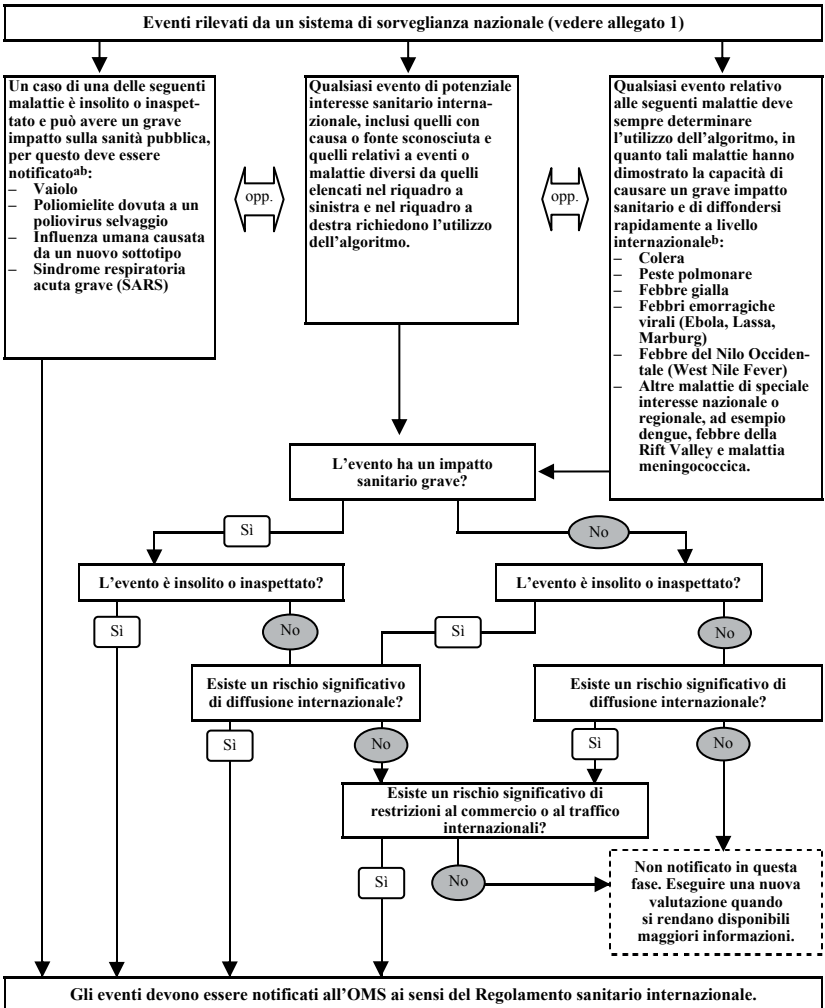 Eventi rilevati da un sistema di sorveglianza nazionale (vedere allegato 1)
Un caso di una delle seguenti
malattie è insolito o inaspet-
tato e può avere un grave
impatto sulla sanità pubblica,
per questo deve essere
notificatoab:
– Vaiolo
– Poliomielite dovuta a un
poliovirus selvaggio
– Influenza umana causata
da un nuovo sottotipo
– Sindrome respiratoria
acuta grave (SARS)
opp.
Qualsiasi evento di potenziale
interesse sanitario interna-
zionale, inclusi quelli con
causa o fonte sconosciuta e
quelli relativi a eventi o
malattie diversi da quelli
elencati nel riquadro a
sinistra e nel riquadro a
destra richiedono l'utilizzo
dell'algoritmo.
opp.
Qualsiasi evento relativo
alle seguenti malattie deve
sempre determinare
l'utilizzo dell'algoritmo, in
quanto tali malattie hanno
dimostrato la capacità di
causare un grave impatto
sanitario e di diffondersi
rapidamente a livello
internazionaleb:
– Colera
– Peste polmonare
– Febbre gialla
– Febbri emorragiche
virali (Ebola, Lassa,
Marburg)
– Febbre del Nilo Occiden-
tale (West Nile Fever)
– Altre malattie di speciale
interesse nazionale o
regionale, ad esempio
dengue, febbre della
Rift Valley e malattia
meningococcica.
L'evento ha un impatto
sanitario grave?
Sì
No
L'evento è insolito o inaspettato?
L'evento è insolito o inaspettato?
Sì
No
Sì
No
Esiste un rischio significativo
di diffusione internazionale?
Esiste un rischio significativo di
diffusione internazionale?
Sì
No
Sì
No
Esiste un rischio significativo di
restrizioni al commercio o al traffico
internazionali?
Sì
No
Non notificato in questa
fase. Eseguire una nuova
valutazione quando
si rendano disponibili
maggiori informazioni.
Gli eventi devono essere notificati all'OMS ai sensi del Regolamento sanitario internazionale.